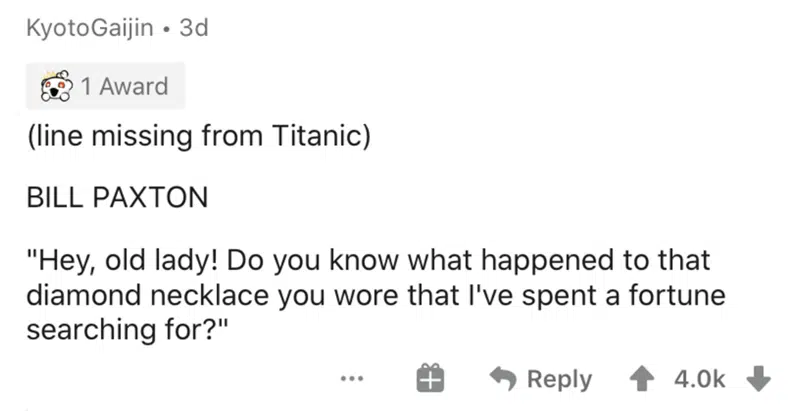 KyotoGaijin • 3d
1 Award
(line missing from Titanic)
BILL PAXTON
"Hey, old lady! Do you know what happened to that
diamond necklace you wore that I've spent a fortune
searching for?"
... Reply 4.0k